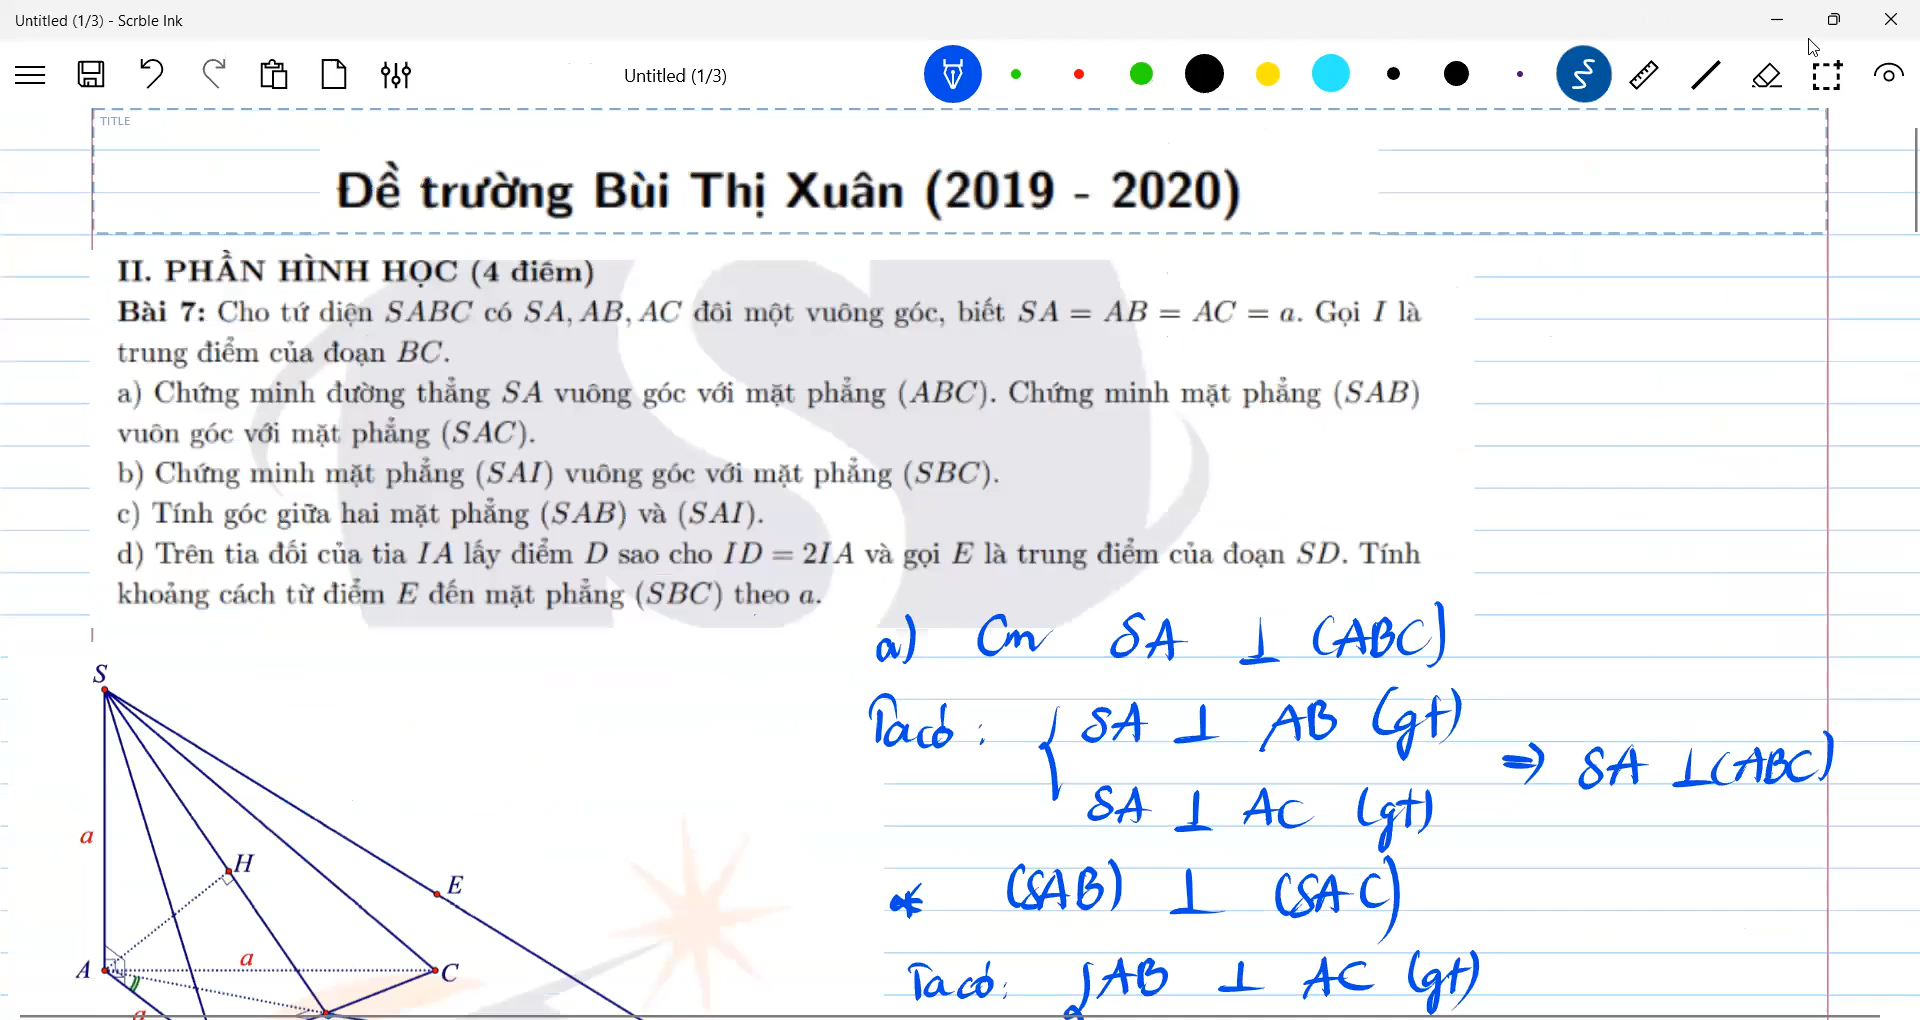 Untitled (1/3) - Scrble Ink
Untitled (1/3)
TITLE
Đề trường Bùi Thị Xuân (2019 - 2020)
II. PHẦN HÌNH HỌC (4 điểm)
Bài 7: Cho tứ diện SABC có SA, AB, AC đôi một vuông góc, biết SA = AB = AC = a. Gọi I là
trung điểm của đoạn BC.
a) Chứng minh đường thẳng SA vuông góc với mặt phẳng (ABC). Chứng minh mặt phẳng (SAB)
vuôn góc với mặt phẳng (SAC).
b) Chứng minh mặt phẳng (SAI) vuông góc với mặt phẳng (SBC).
c) Tính góc giữa hai mặt phẳng (SAB) và (SAI).
d) Trên tia đối của tia IA lấy điểm D sao cho ID = 2IA và gọi E là trung điểm của đoạn SD. Tính
khoảng cách từ điểm E đến mặt phẳng (SBC) theo a.
a) Cm SA ⊥ (ABC)
Ta có : { SA ⊥ AB (gt)
SA ⊥ AC (gt)
⇒ SA ⊥ (ABC)
* (SAB) ⊥ (SAC)
Ta có: { AB ⊥ AC (gt)
S
a
H
E
A
a
C
a